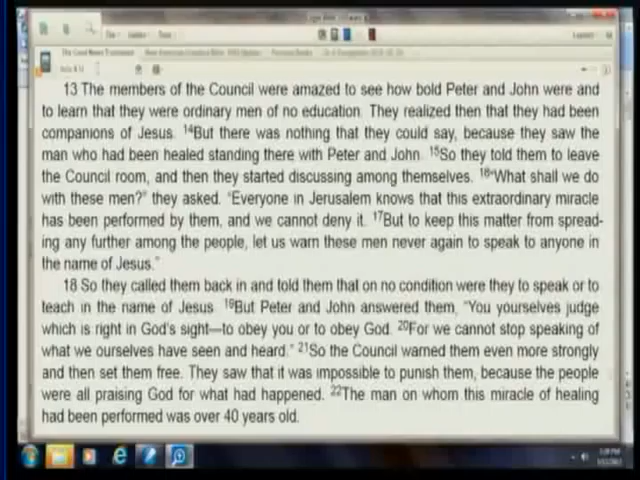 13 The members of the Council were amazed to see how bold Peter and John were and
to learn that they were ordinary men of no education. They realized then that they had been
companions of Jesus. 14But there was nothing that they could say, because they saw the
man who had been healed standing there with Peter and John. 15So they told them to leave
the Council room, and then they started discussing among themselves. 16“What shall we do
with these men?” they asked. “Everyone in Jerusalem knows that this extraordinary miracle
has been performed by them, and we cannot deny it. 17But to keep this matter from spread-
ing any further among the people, let us warn these men never again to speak to anyone in
the name of Jesus.”
18 So they called them back in and told them that on no condition were they to speak or to
teach in the name of Jesus. 19But Peter and John answered them, “You yourselves judge
which is right in God's sight—to obey you or to obey God. 20For we cannot stop speaking of
what we ourselves have seen and heard.” 21So the Council warned them even more strongly
and then set them free. They saw that it was impossible to punish them, because the people
were all praising God for what had happened. 22The man on whom this miracle of healing
had been performed was over 40 years old.